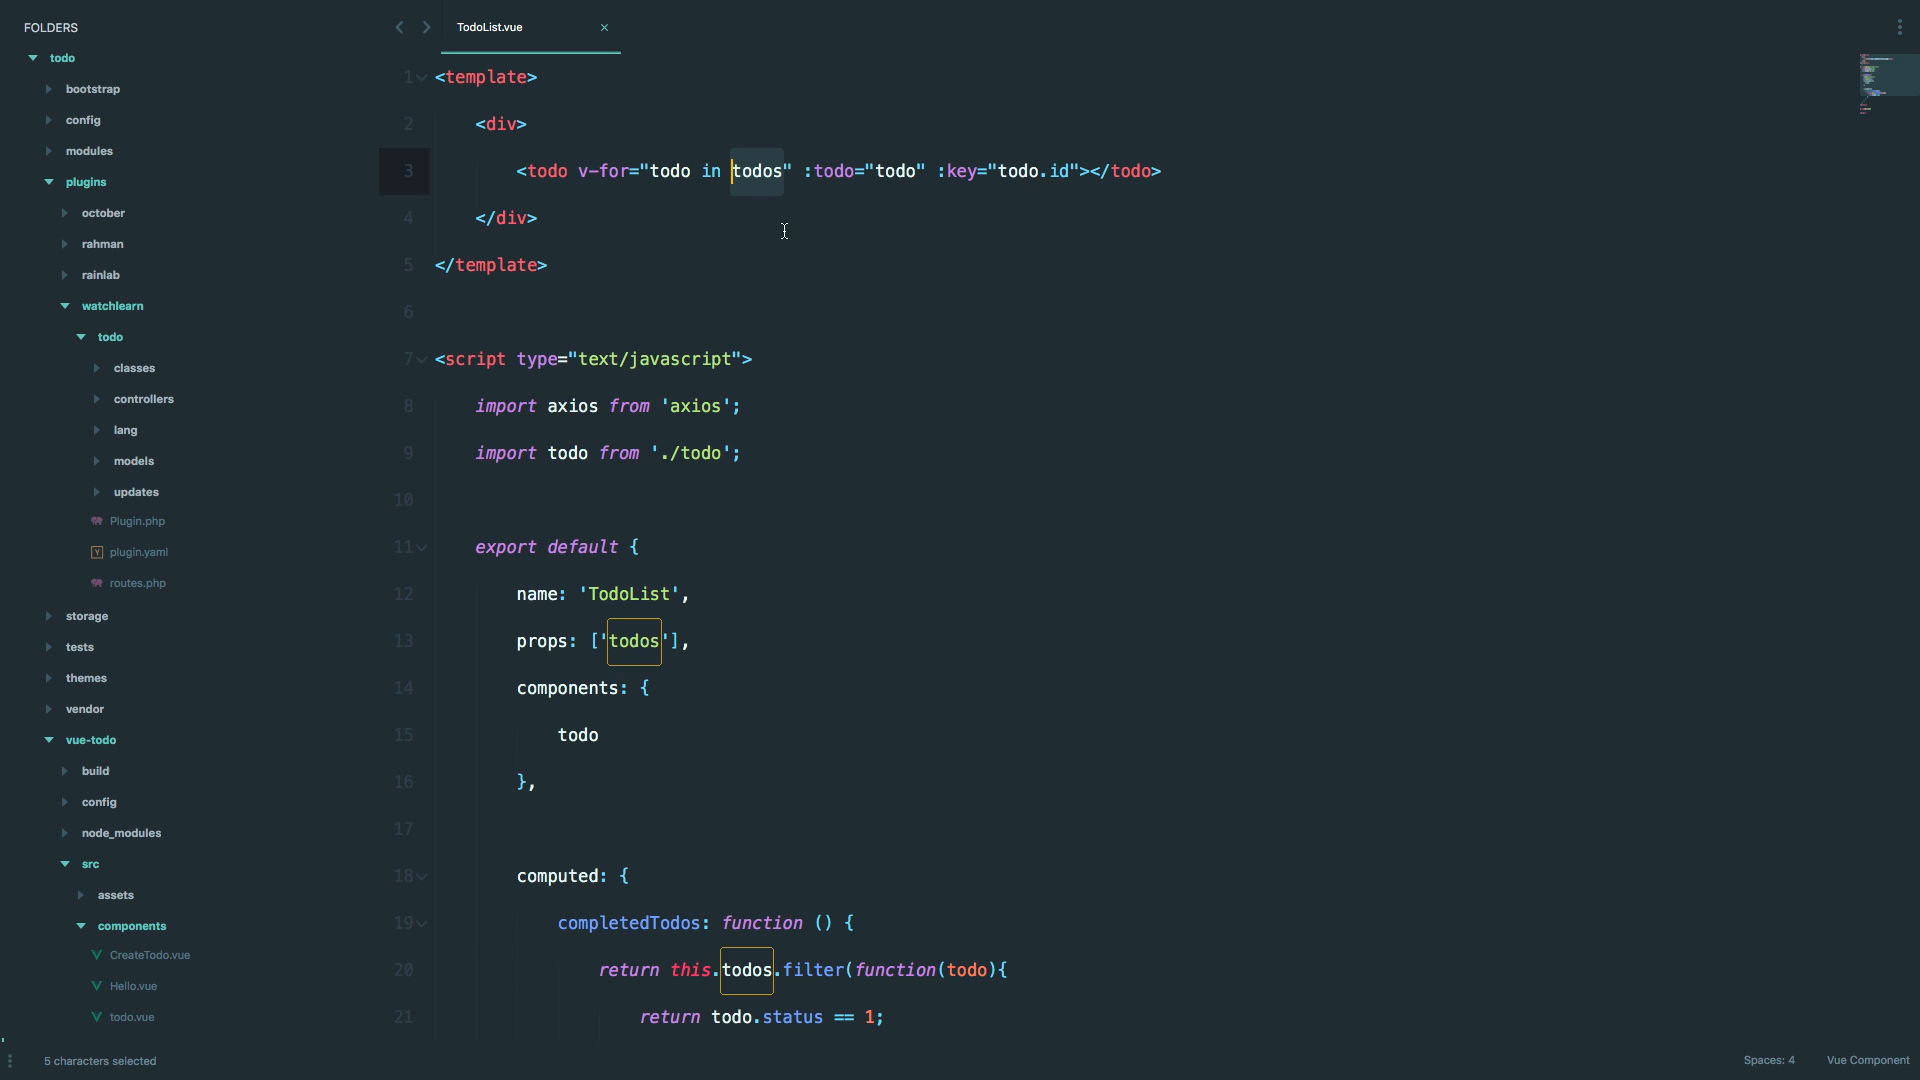 FOLDERS
todo
bootstrap
config
modules
plugins
october
rahman
rainlab
watchlearn
todo
classes
controllers
lang
models
updates
Plugin.php
plugin.yaml
routes.php
storage
tests
themes
vendor
vue-todo
build
config
node_modules
src
assets
components
CreateTodo.vue
Hello.vue
todo.vue
TodoList.vue
1 <template>
2 <div>
3 <todo v-for="todo in todos" :todo="todo" :key="todo.id"></todo>
4 </div>
5 </template>
6
7 <script type="text/javascript">
8 import axios from 'axios';
9 import todo from './todo';
10
11 export default {
12 name: 'TodoList',
13 props: ['todos'],
14 components: {
15 todo
16 },
17
18 computed: {
19 completedTodos: function () {
20 return this.todos.filter(function(todo){
21 return todo.status == 1;
5 characters selected
Spaces: 4 Vue Component